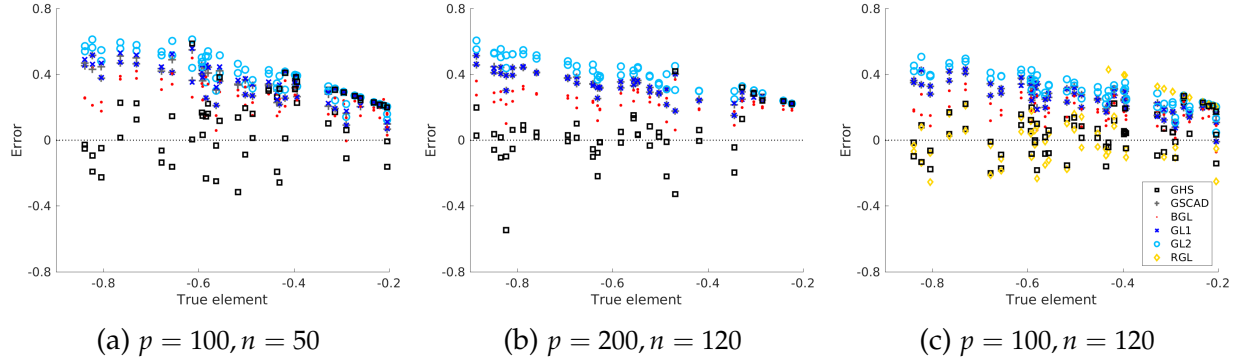 0.8
0.4
0
-0.4
-0.8
Error
-0.8
-0.6
-0.4
-0.2
True element
(a) p = 100, n = 50
0.8
0.4
0
-0.4
-0.8
Error
-0.8
-0.6
-0.4
-0.2
True element
(b) p = 200, n = 120
0.8
0.4
0
-0.4
-0.8
Error
-0.8
-0.6
-0.4
-0.2
True element
GHS
GSCAD
BGL
GL1
GL2
RGL
(c) p = 100, n = 120